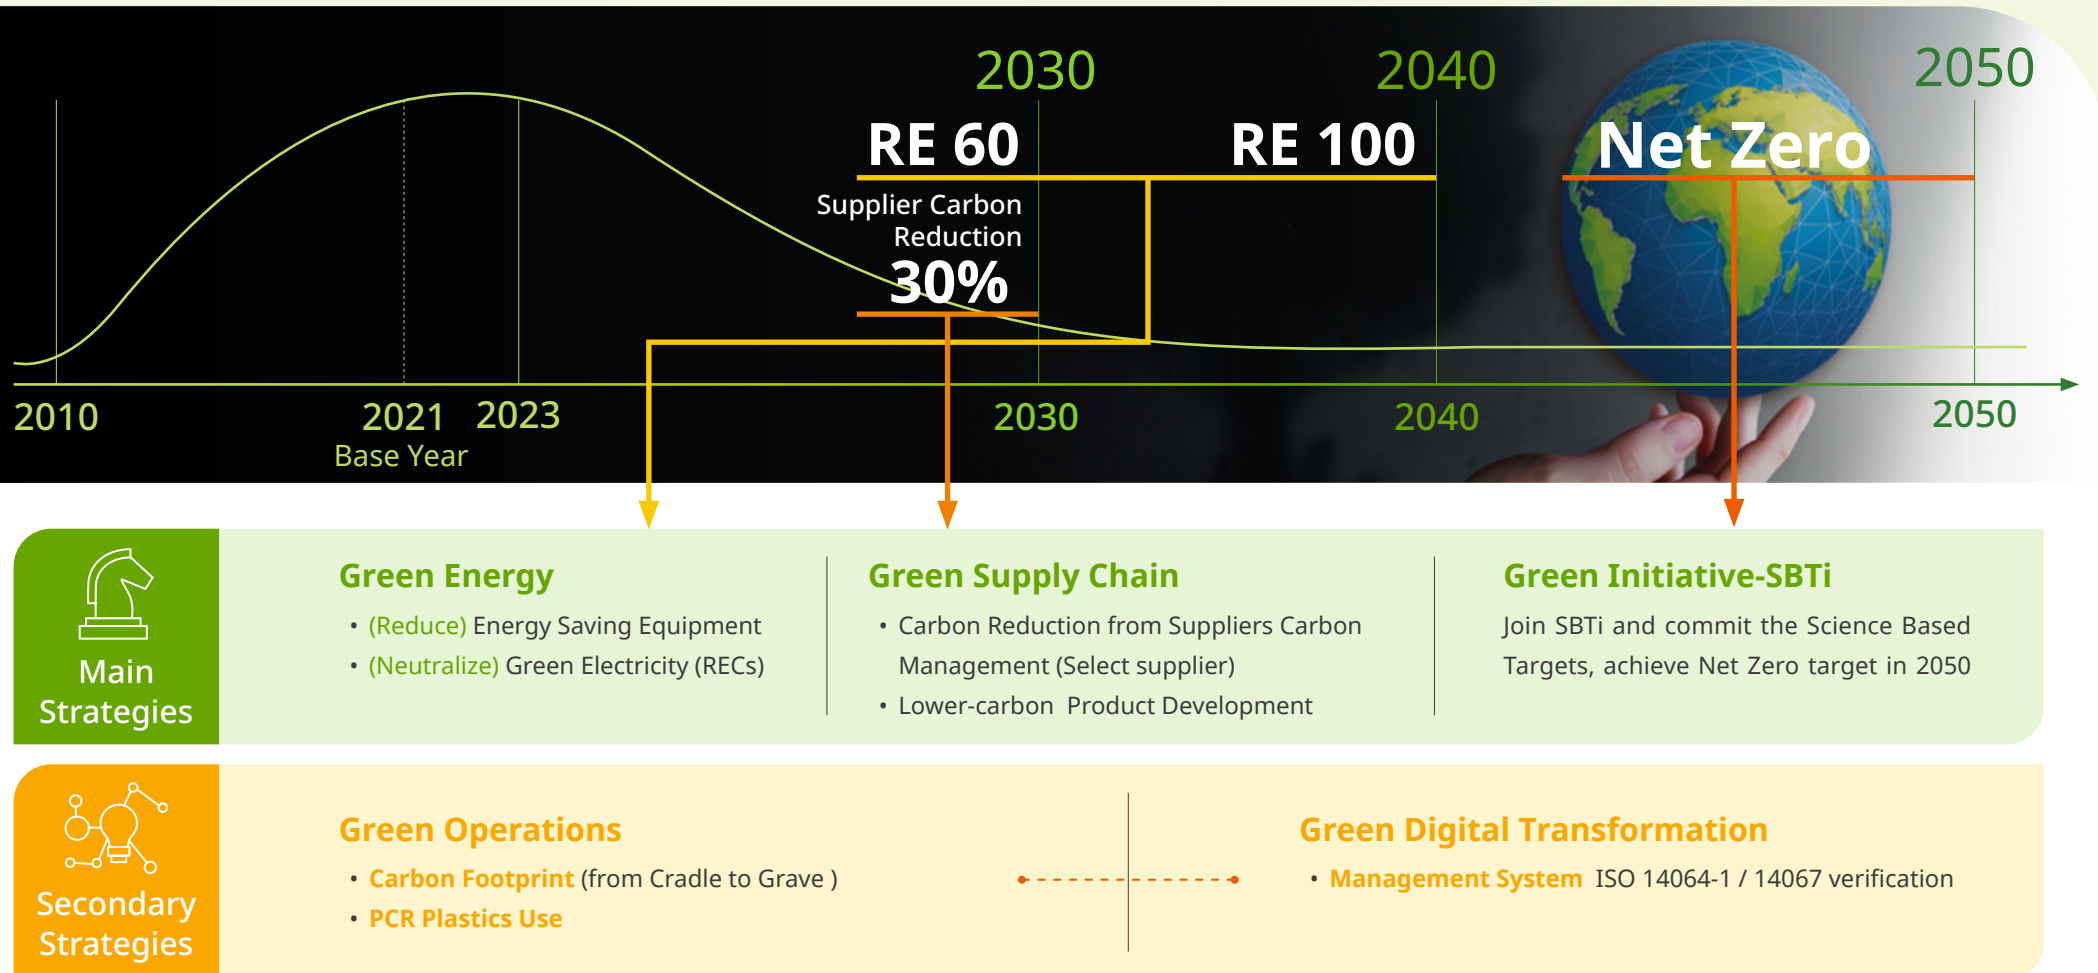 2030
2040
2050
RE 60
RE 100
Net Zero
Supplier Carbon
Reduction
30%
2010
2021
2023
2030
2040
2050
Base Year
Main
Strategies
Green Energy
• (Reduce) Energy Saving Equipment
• (Neutralize) Green Electricity (RECs)
Green Supply Chain
• Carbon Reduction from Suppliers Carbon
Management (Select supplier)
• Lower-carbon Product Development
Green Initiative-SBTi
Join SBTi and commit the Science Based
Targets, achieve Net Zero target in 2050
Secondary
Strategies
Green Operations
• Carbon Footprint (from Cradle to Grave )
• PCR Plastics Use
Green Digital Transformation
• Management System ISO 14064-1 / 14067 verification